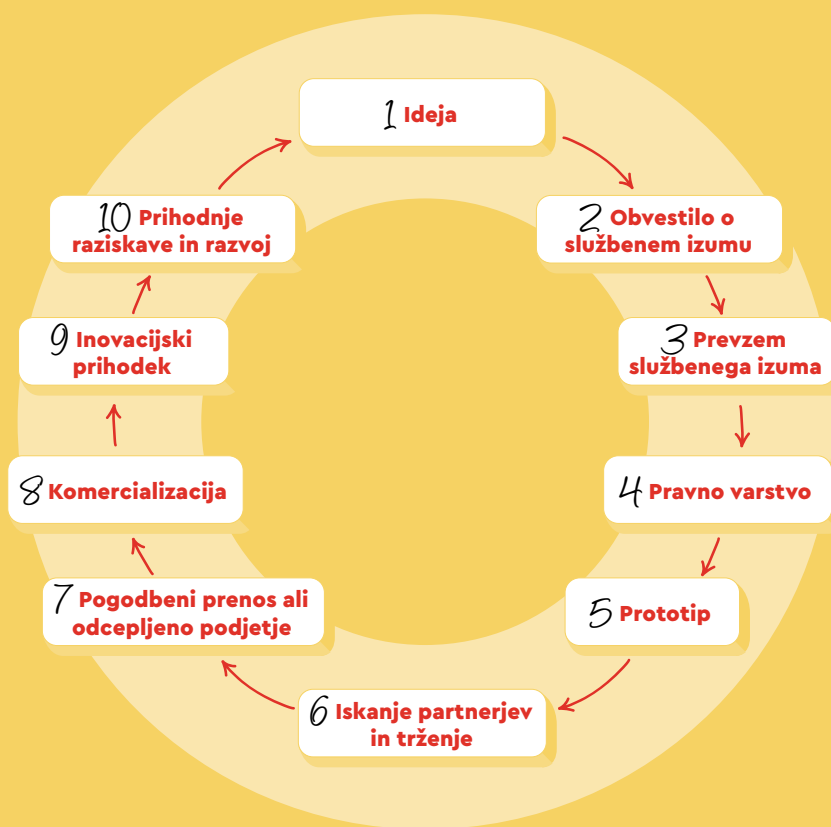 1 Ideja
2 Obvestilo o
službenem izumu
3 Prevzem
službenega izuma
4 Pravno varstvo
5 Prototip
6 Iskanje partnerjev
in trženje
7 Pogodbeni prenos ali
odcepljeno podjetje
8 Komercializacija
9 Inovacijski
prihodek
10 Prihodnje
raziskave in razvoj